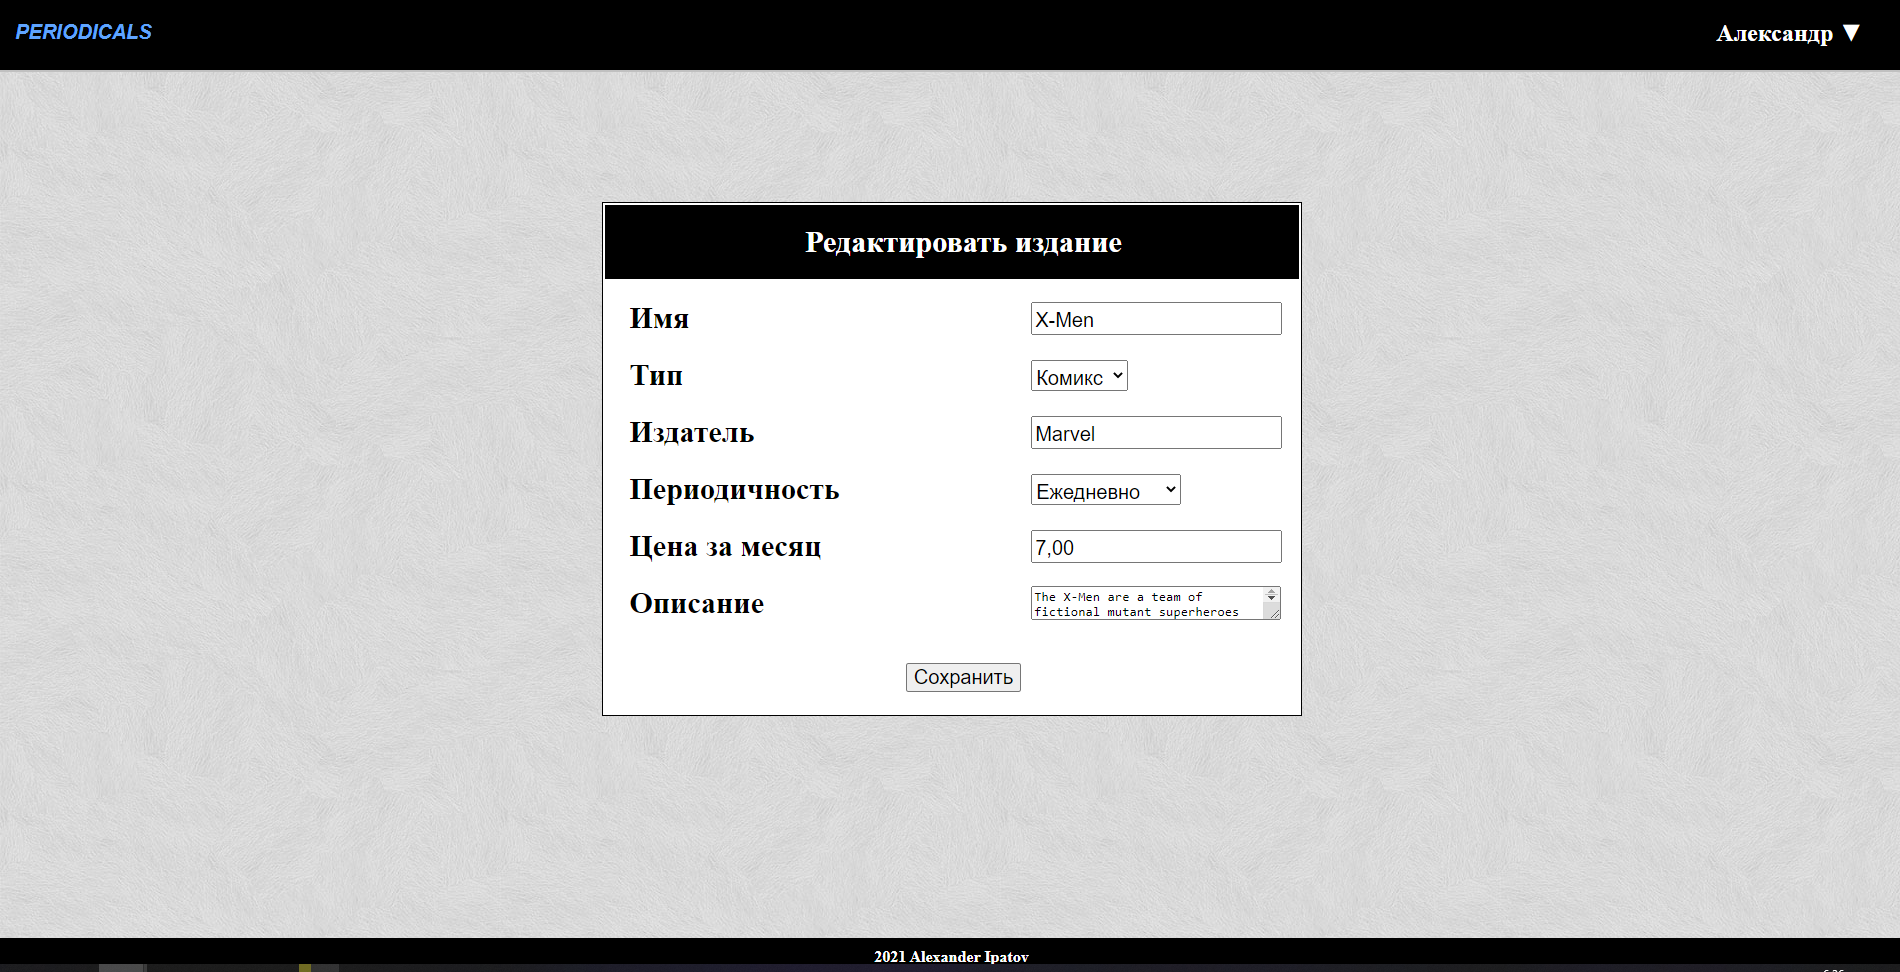 PERIODICALS
Александр ▼
Редактировать издание
Имя
X-Men
Тип
Комикс
Издатель
Marvel
Периодичность
Ежедневно
Цена за месяц
7,00
Описание
The X-Men are a team of
fictional mutant superheroes
Сохранить
2021 Alexander Ipatov